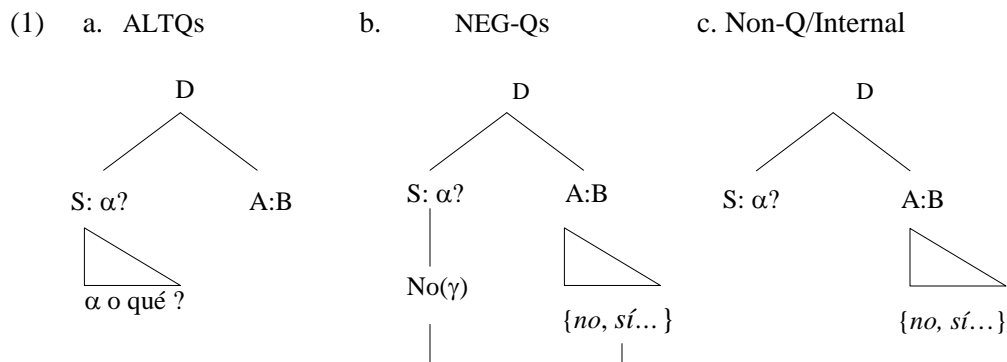 (1) a. ALTQs b. NEG-Qs c. Non-Q/Internal
D D D
S: α? A:B S: α? A:B S: α? A:B
α o qué ? No(γ) {no, sí…} {no, sí…}